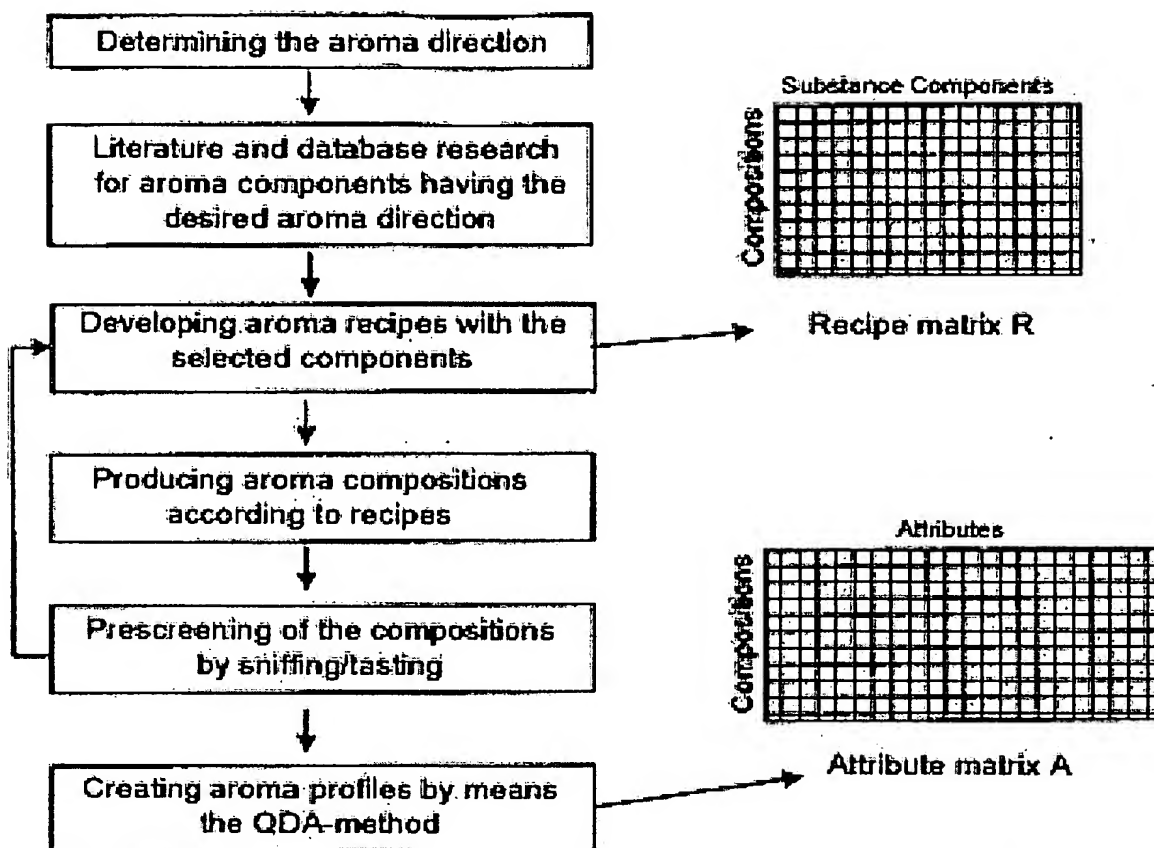 Determining the aroma direction
Literature and database research
for aroma components having the
desired aroma direction
Developing aroma recipes with the
selected components
Producing aroma compositions
according to recipes
Prescreening of the compositions
by sniffing/tasting
Creating aroma profiles by means
the QDA-method
Substance Components
Compositions
Recipe matrix R
Attributes
Compositions
Attribute matrix A